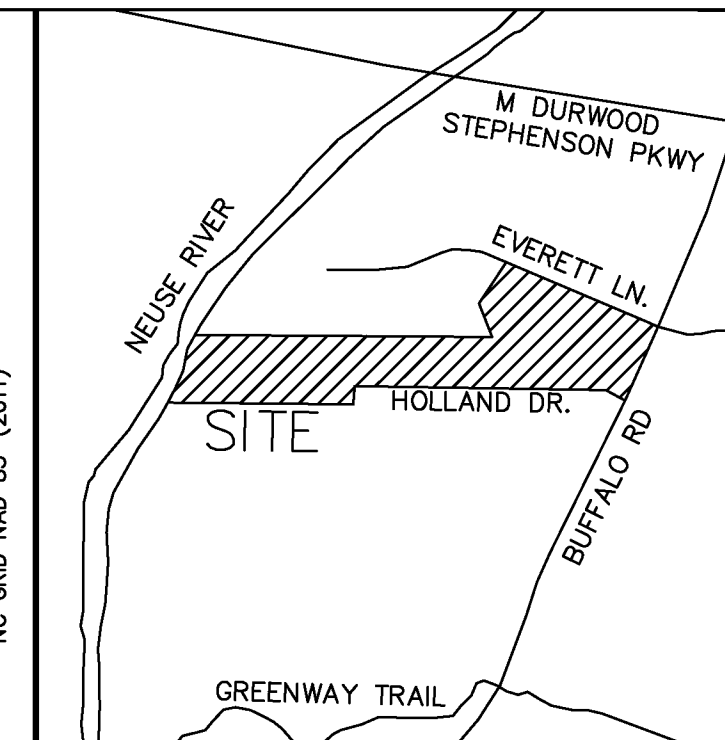 M DURWOOD
STEPHENSON PKWY
NEUSE RIVER
EVERETT LN.
HOLLAND DR.
SITE
BUFFALO RD
GREENWAY TRAIL